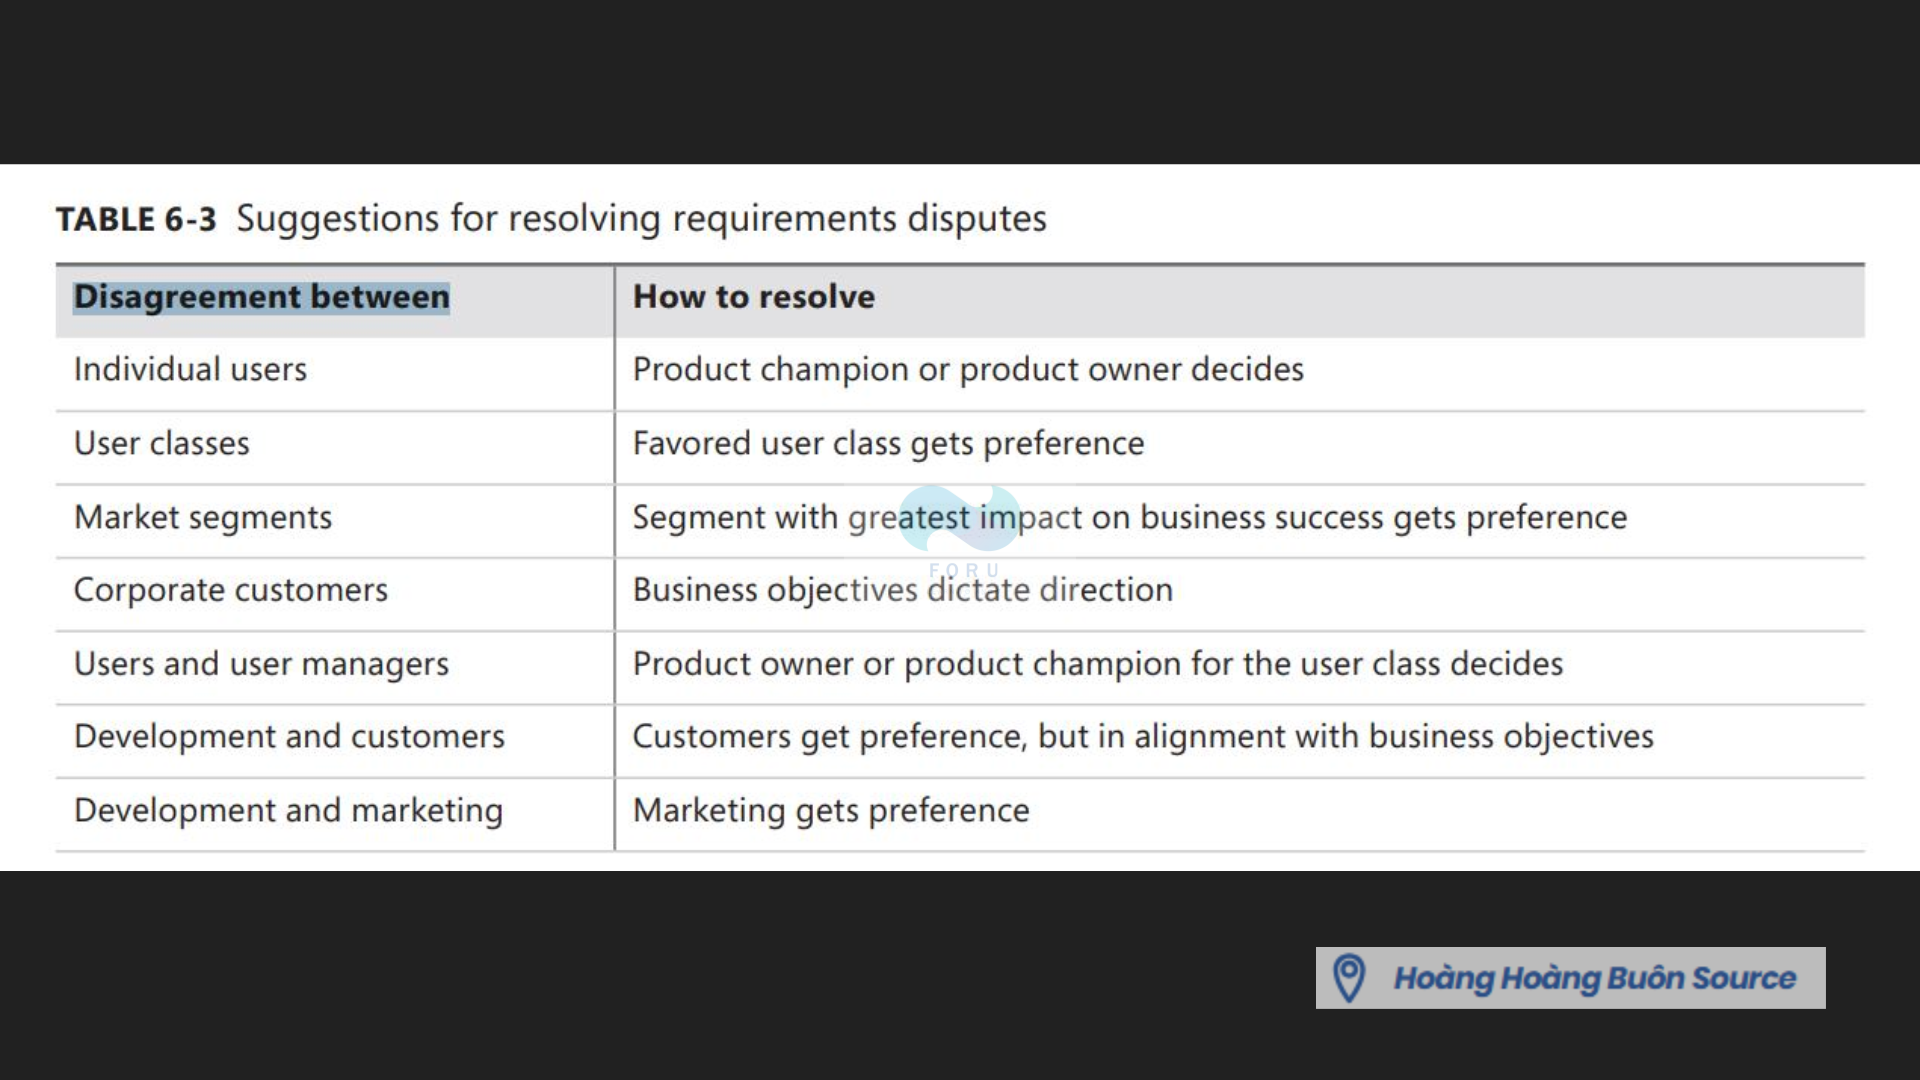 TABLE 6-3 Suggestions for resolving requirements disputes
Disagreement between How to resolve
Individual users Product champion or product owner decides
User classes Favored user class gets preference
Market segments Segment with greatest impact on business success gets preference
FORU
Corporate customers Business objectives dictate direction
Users and user managers Product owner or product champion for the user class decides
Development and customers Customers get preference, but in alignment with business objectives
Development and marketing Marketing gets preference
Hoàng Hoàng Buôn Source